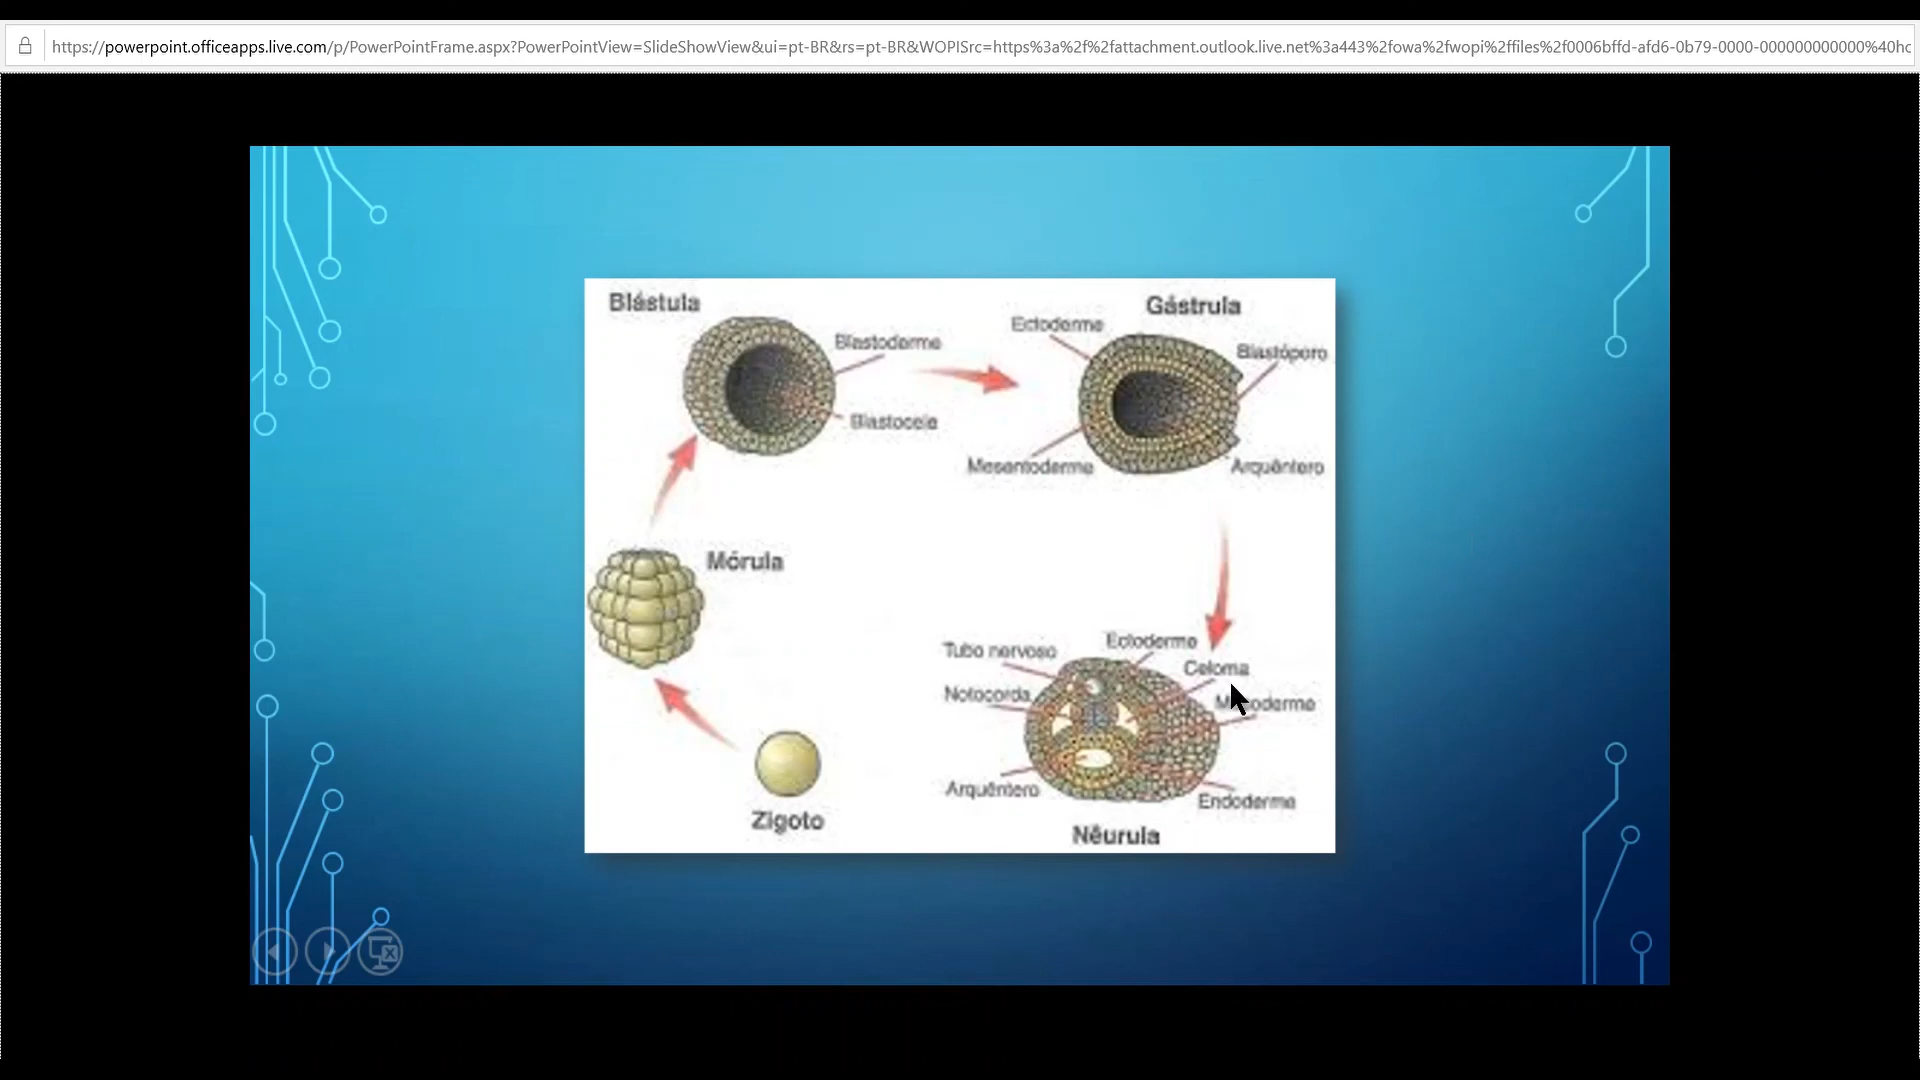 https://powerpoint.officeapps.live.com/p/PowerPointFrame.aspx?PowerPointView=SlideShowView&ui=pt-BR&rs=pt-BR&WOPISrc=https%3a%2f%2fattachment.outlook.live.net%3a443%2fowa%2fwopi%2ffiles%2f0006bffd-afd6-0b79-0000-000000000000%40hc
Blástula
Gástrula
Ectoderme
Blastoderme
Blastóporo
Blastocele
Mesentoderme
Arquêntero
Mórula
Tubo nervoso
Ectoderme
Celoma
Notocorda
Arquêntero
Endoderme
Zigoto
Nêurula